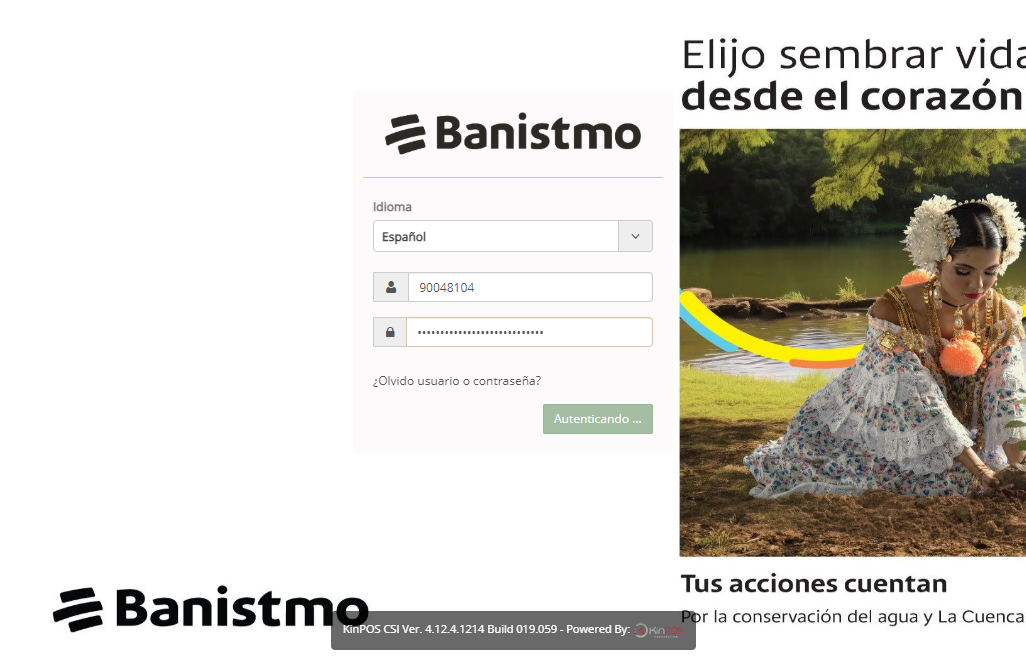 Elijo sembrar vida
desde el corazón
Banistmo
Idioma
Español
90048104
¿Olvido usuario o contraseña?
Autenticando ...
Banistmo
Tus acciones cuentan
Por la conservación del agua y La Cuenca
KinPOS CSI Ver. 4.12.4.1214 Build 019.059 - Powered By: KinPOS